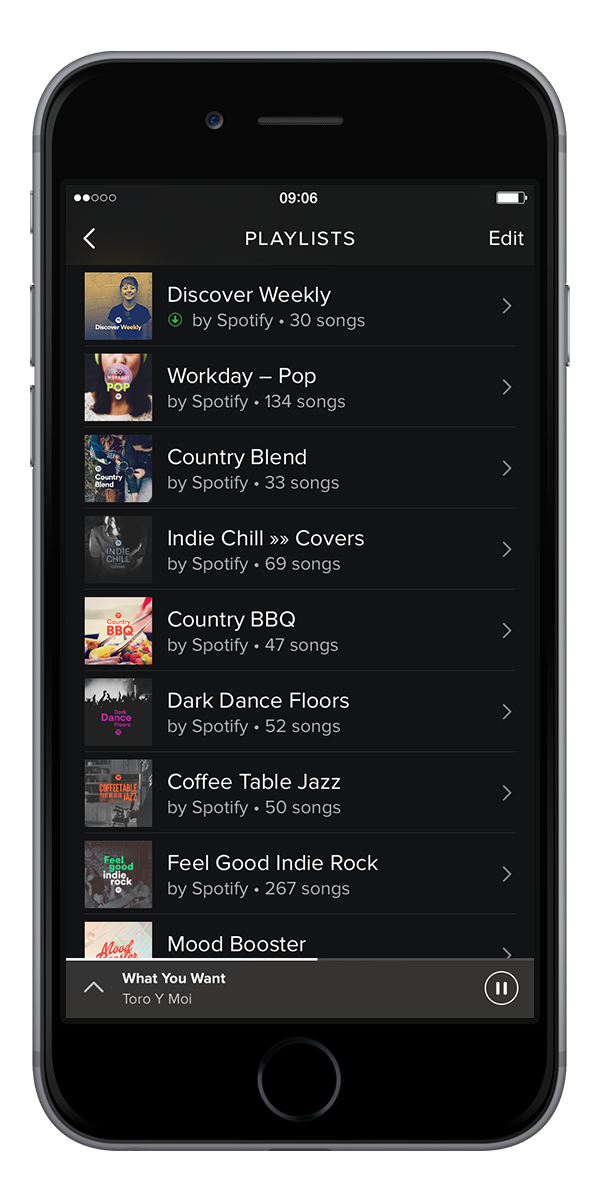 09:06
PLAYLISTS
Edit
Discover Weekly
Discover Weekly
by Spotify • 30 songs
WORKDAY
POP
Workday – Pop
by Spotify • 134 songs
Country
Blend
Country Blend
by Spotify • 33 songs
INDIE
CHILL
COVERS
Indie Chill »» Covers
by Spotify • 69 songs
Country
BBQ
Country BBQ
by Spotify • 47 songs
Dark
Dance
Floors
Dark Dance Floors
by Spotify • 52 songs
COFFEETABLE
JAZZ
Coffee Table Jazz
by Spotify • 50 songs
Feel
good
indie
rock
Feel Good Indie Rock
by Spotify • 267 songs
Mood
Mood Booster
What You Want
Toro Y Moi